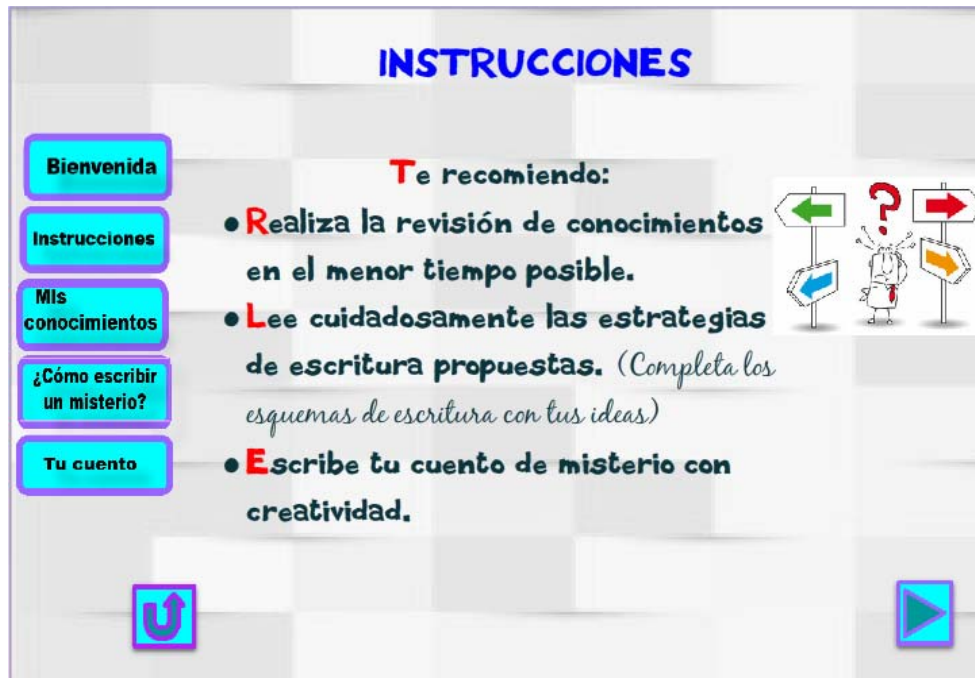 INSTRUCCIONES
Bienvenida
Instrucciones
MIs
conocimientos
¿Cómo escribir
un misterio?
Tu cuento
Te recomiendo:
• Realiza la revisión de conocimientos
en el menor tiempo posible.
• Lee cuidadosamente las estrategias
de escritura propuestas. (Completa los
esquemas de escritura con tus ideas)
• Escribe tu cuento de misterio con
creatividad.
?